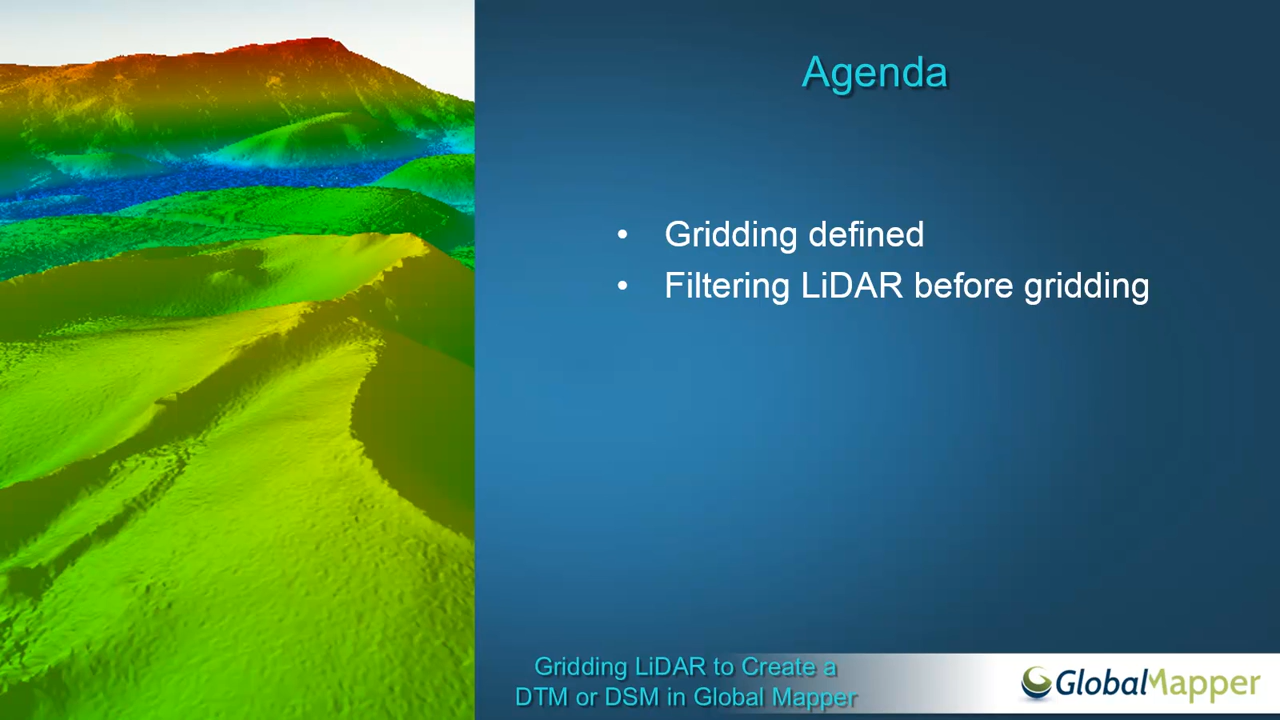 Agenda
• Gridding defined
• Filtering LiDAR before gridding
Gridding LiDAR to Create a
DTM or DSM in Global Mapper
GlobalMapper